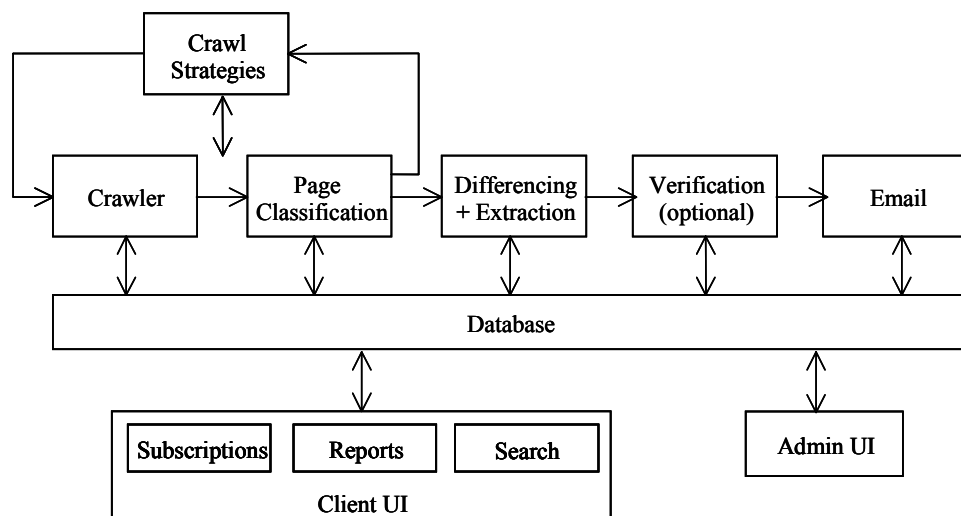 Crawl
Strategies
Crawler
Page
Classification
Differencing
+ Extraction
Verification
(optional)
Email
Database
Subscriptions
Reports
Search
Client UI
Admin UI